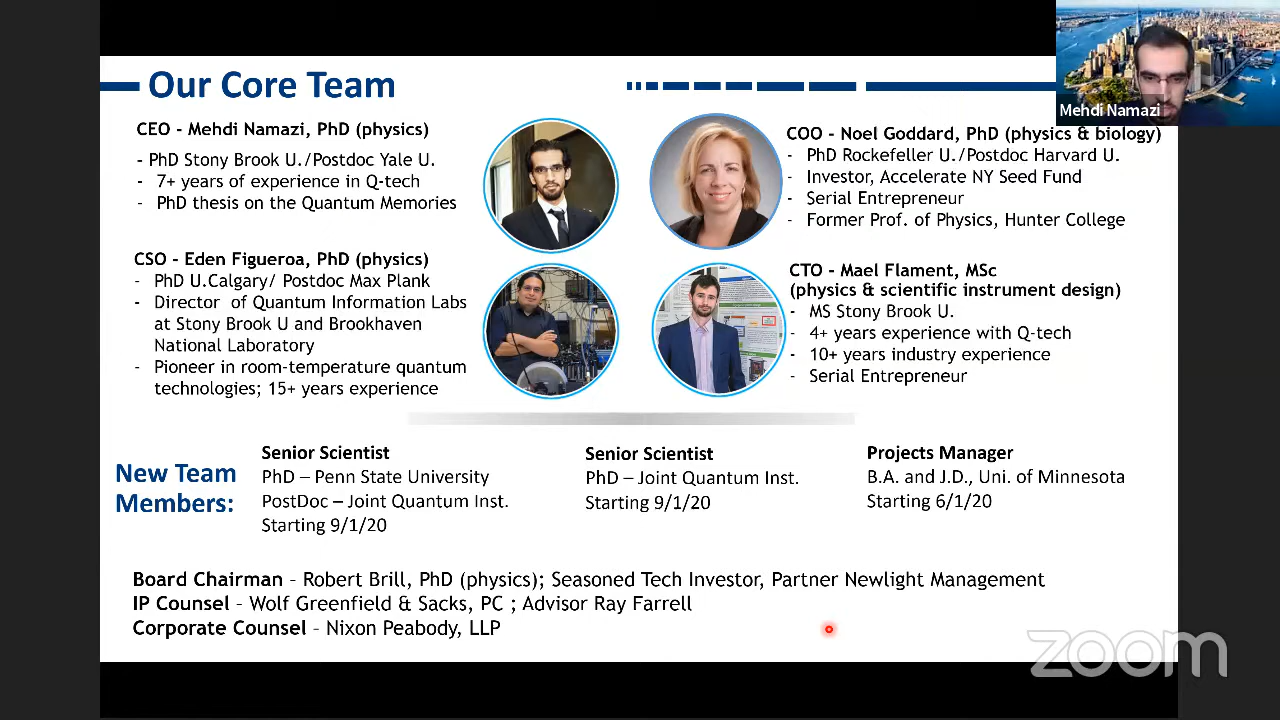 Our Core Team
Mehdi Namazi
CEO - Mehdi Namazi, PhD (physics)
- PhD Stony Brook U./Postdoc Yale U.
- 7+ years of experience in Q-tech
- PhD thesis on the Quantum Memories
COO - Noel Goddard, PhD (physics & biology)
- PhD Rockefeller U./Postdoc Harvard U.
- Investor, Accelerate NY Seed Fund
- Serial Entrepreneur
- Former Prof. of Physics, Hunter College
CSO - Eden Figueroa, PhD (physics)
- PhD U.Calgary/ Postdoc Max Plank
- Director of Quantum Information Labs
at Stony Brook U and Brookhaven
National Laboratory
- Pioneer in room-temperature quantum
technologies; 15+ years experience
CTO - Mael Flament, MSc
(physics & scientific instrument design)
- MS Stony Brook U.
- 4+ years experience with Q-tech
- 10+ years industry experience
- Serial Entrepreneur
New Team
Members:
Senior Scientist
PhD – Penn State University
PostDoc – Joint Quantum Inst.
Starting 9/1/20
Senior Scientist
PhD – Joint Quantum Inst.
Starting 9/1/20
Projects Manager
B.A. and J.D., Uni. of Minnesota
Starting 6/1/20
Board Chairman – Robert Brill, PhD (physics); Seasoned Tech Investor, Partner Newlight Management
IP Counsel – Wolf Greenfield & Sacks, PC ; Advisor Ray Farrell
Corporate Counsel – Nixon Peabody, LLP
zoom